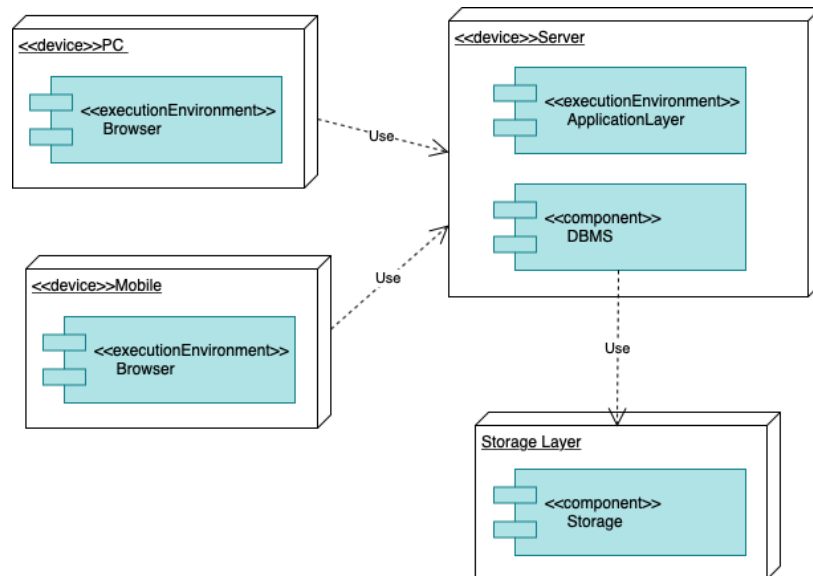 <<device>>PC
<<executionEnvironment>>
Browser
Use
<<device>>Server
<<executionEnvironment>>
ApplicationLayer
<<component>>
DBMS
<<device>>Mobile
<<executionEnvironment>>
Browser
Use
Use
Storage Layer
<<component>>
Storage